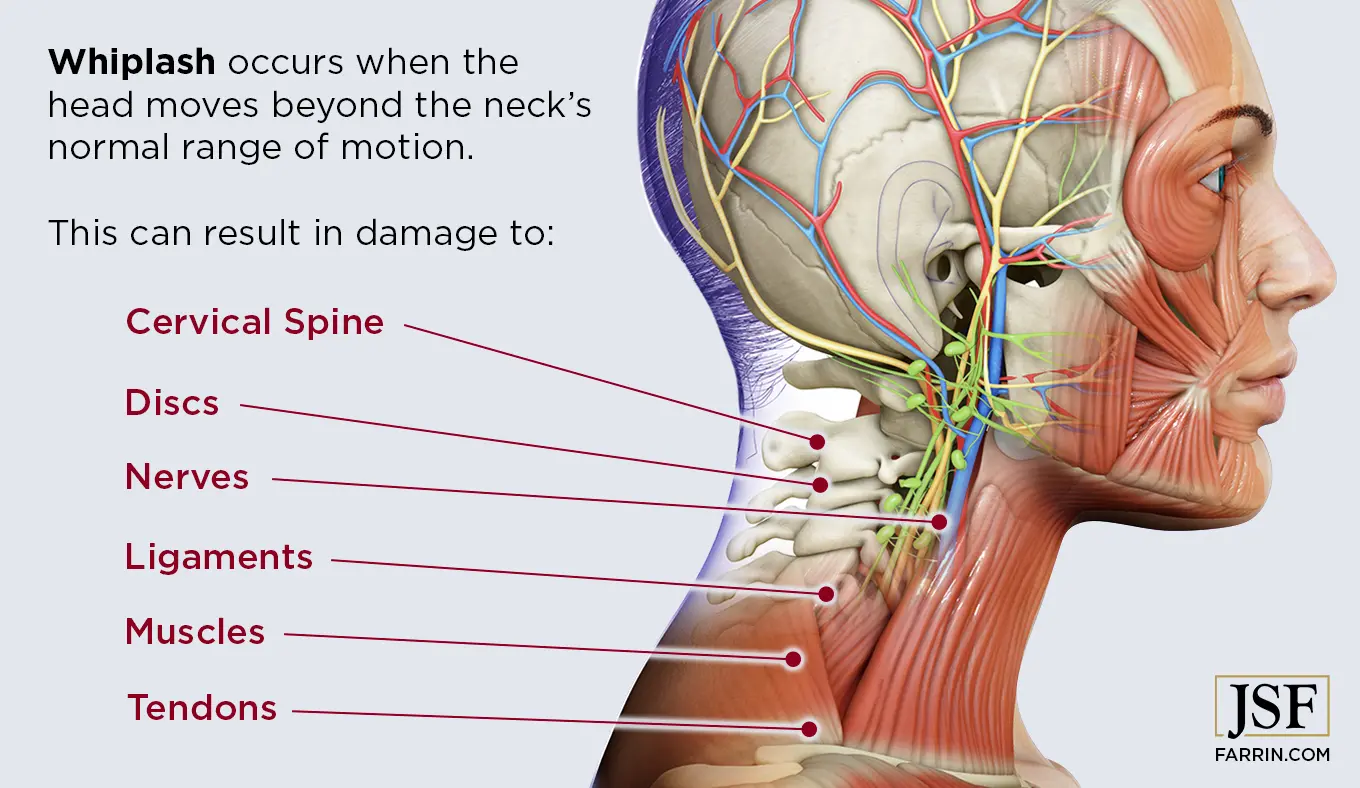 Whiplash occurs when the
head moves beyond the neck’s
normal range of motion.
This can result in damage to:
Cervical Spine
Discs
Nerves
Ligaments
Muscles
Tendons
JSF
FARRIN.COM